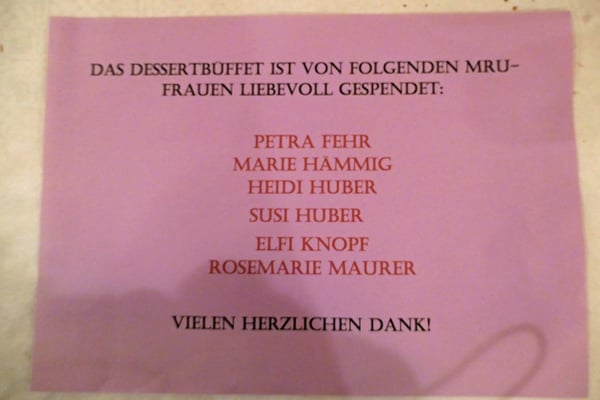 DAS DESSERTBÜFFET IST VON FOLGENDEN MRU-
FRAUEN LIEBEVOLL GESPENDET:
PETRA FEHR
MARIE HÄMMIG
HEIDI HUBER
SUSI HUBER
ELFI KNOPF
ROSEMARIE MAURER
VIELEN HERZLICHEN DANK!